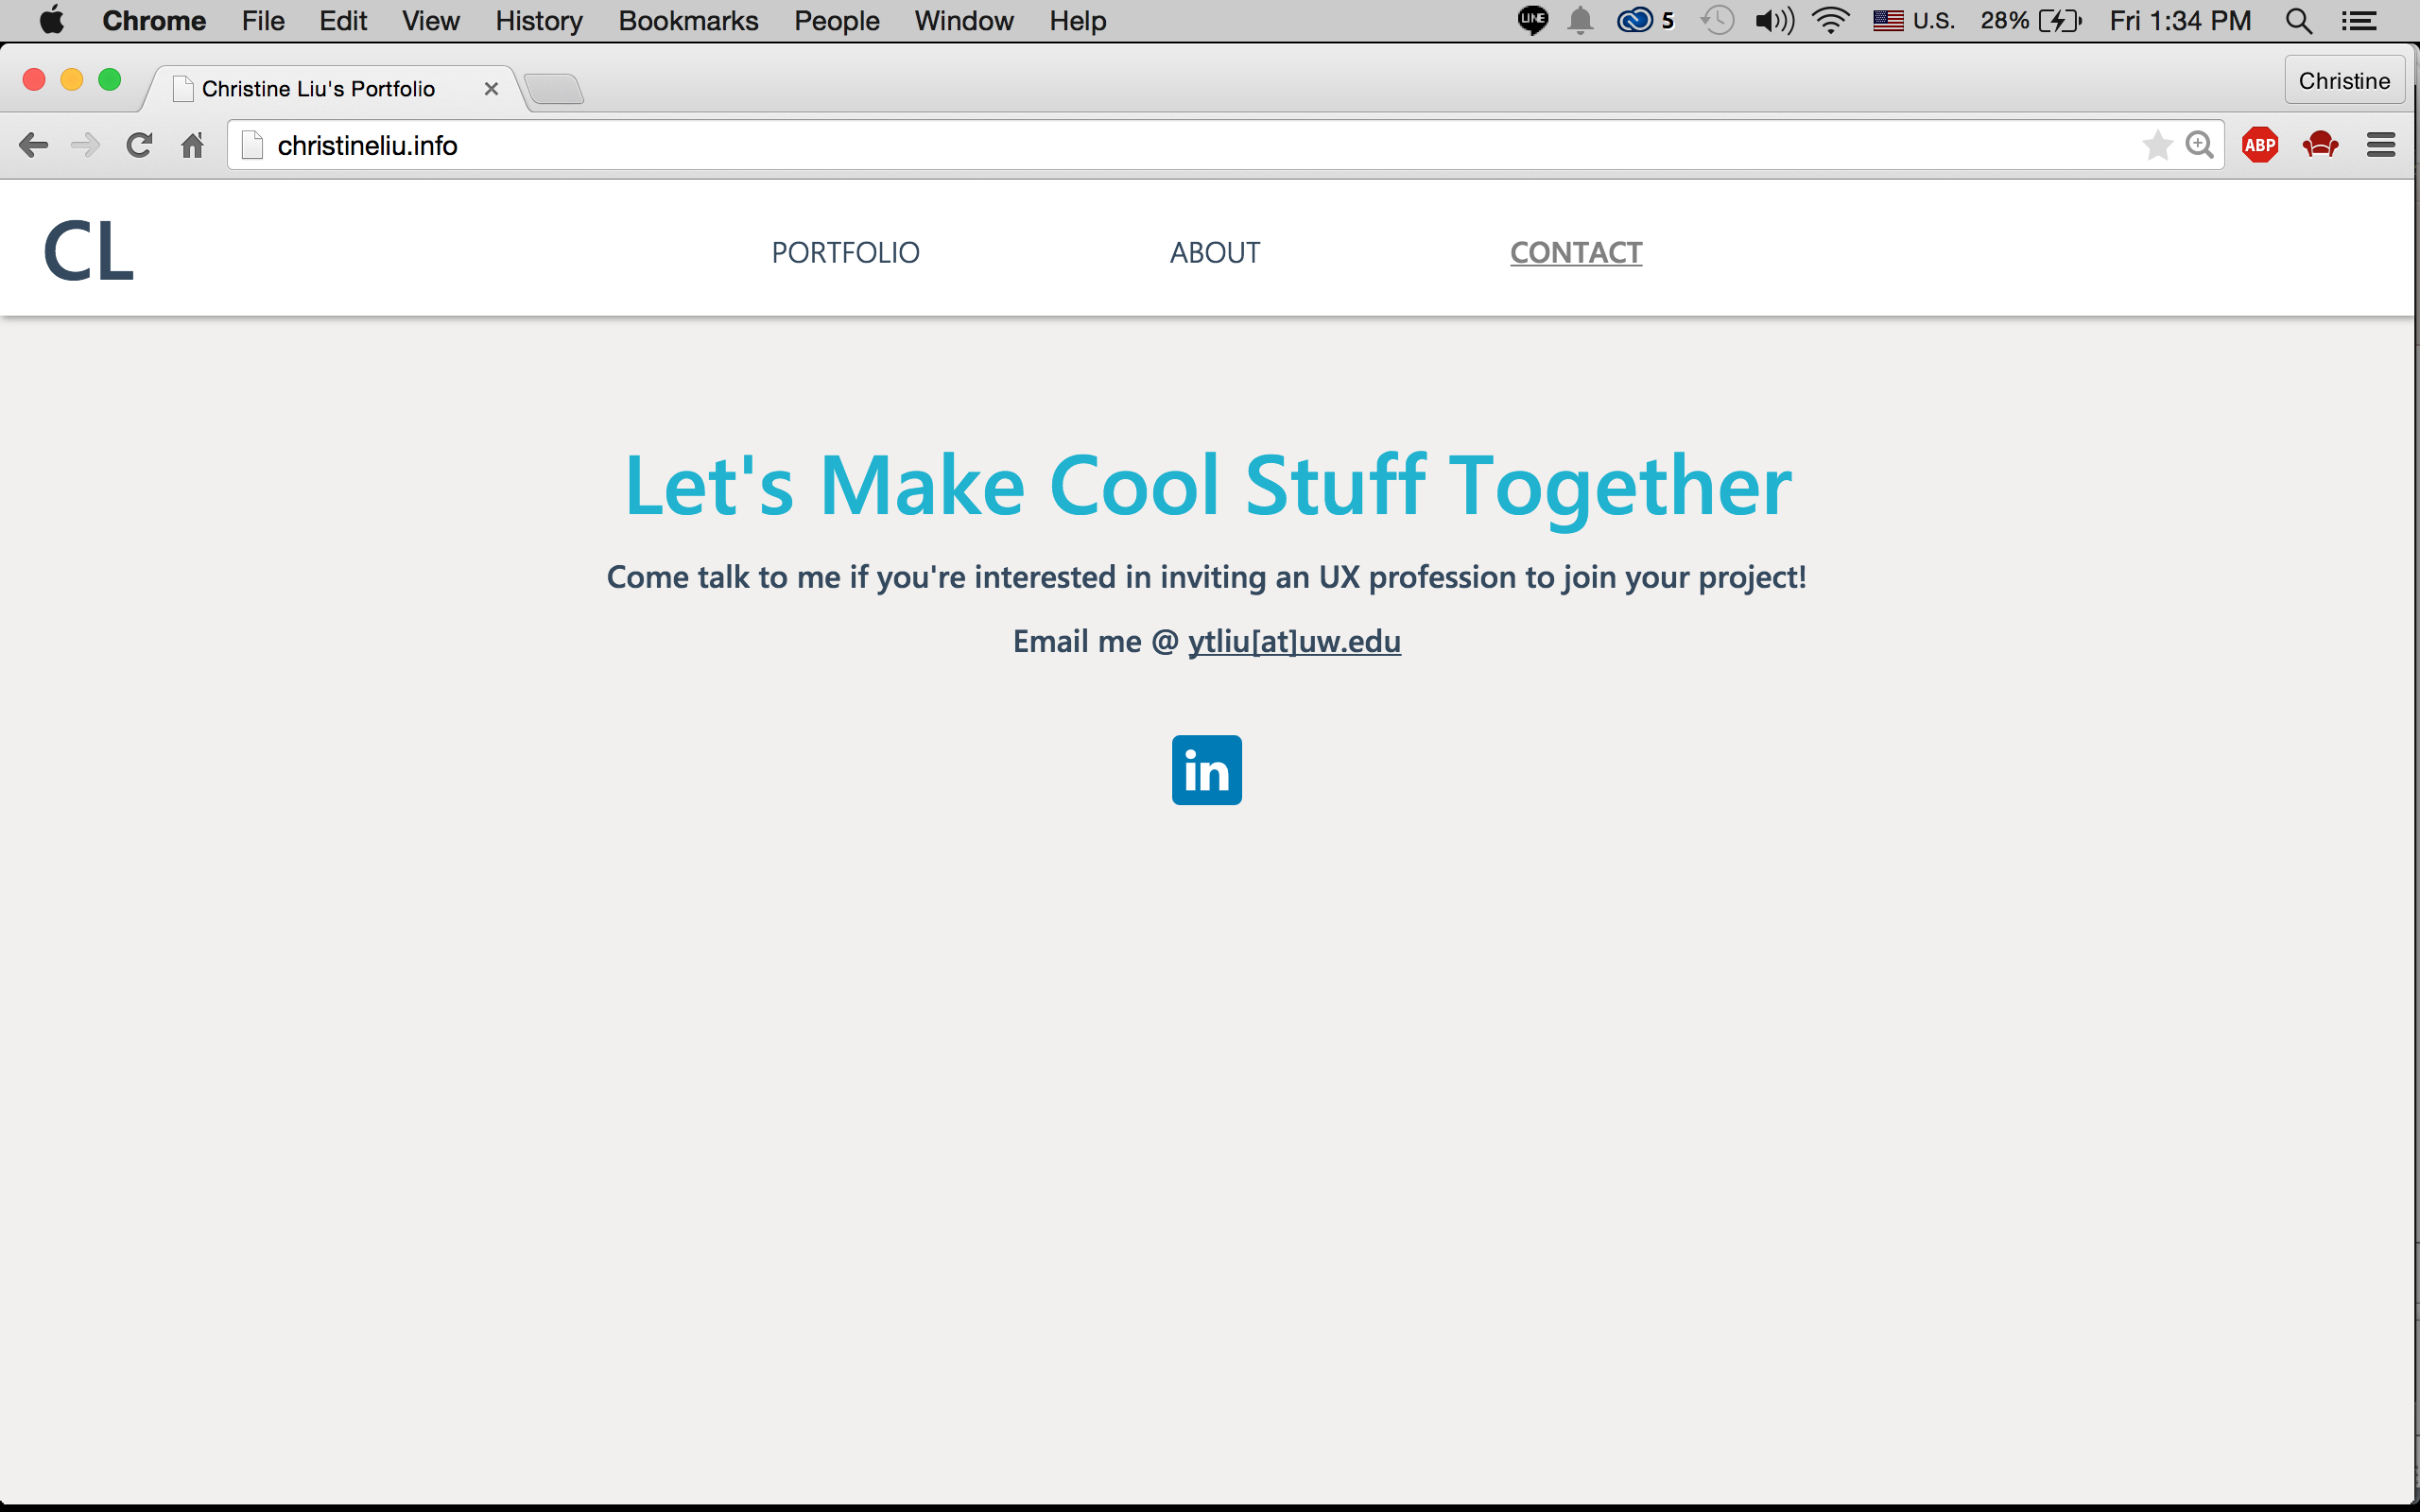 Chrome File Edit View History Bookmarks People Window Help LINE 5 U.S. 28% Fri 1:34 PM
Christine Liu's Portfolio Christine
christineliu.info ABP
CL PORTFOLIO ABOUT CONTACT
Let's Make Cool Stuff Together
Come talk to me if you're interested in inviting an UX profession to join your project!
Email me @ ytliu[at]uw.edu
in